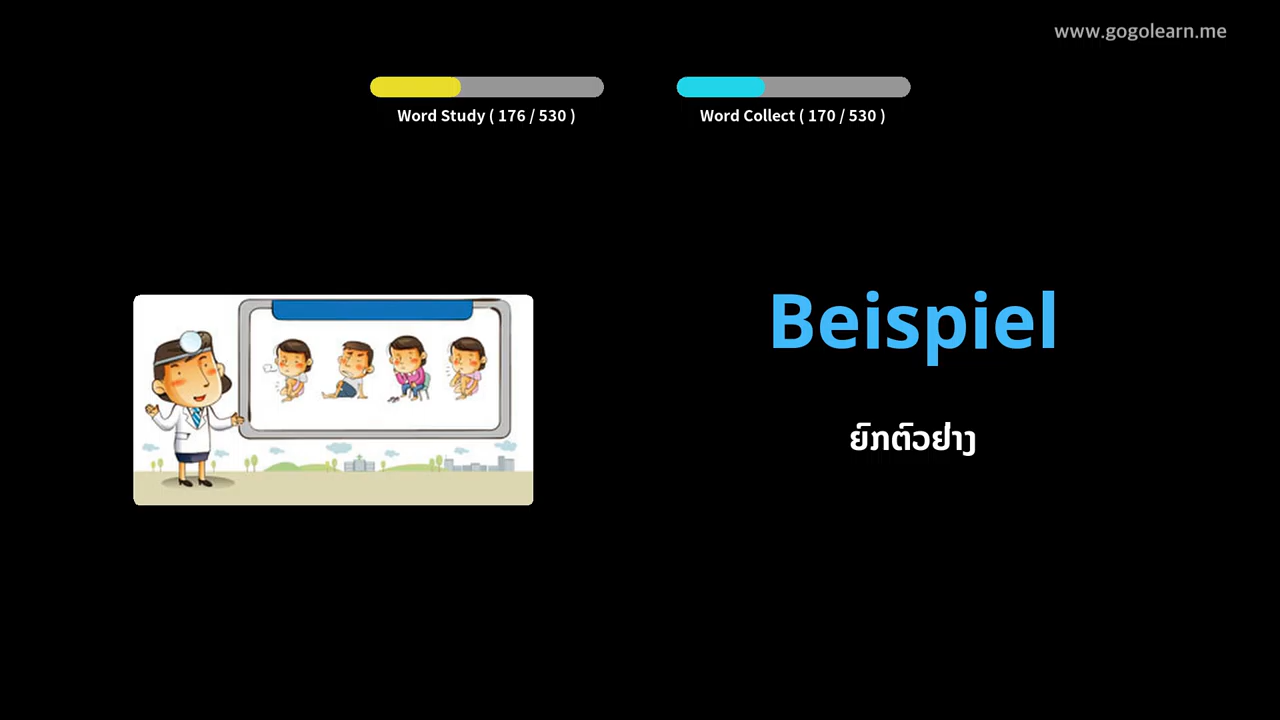 www.gogolearn.me
Word Study ( 176 / 530 )
Word Collect ( 170 / 530 )
Beispiel
ຍົກຕົວຢ່າງ